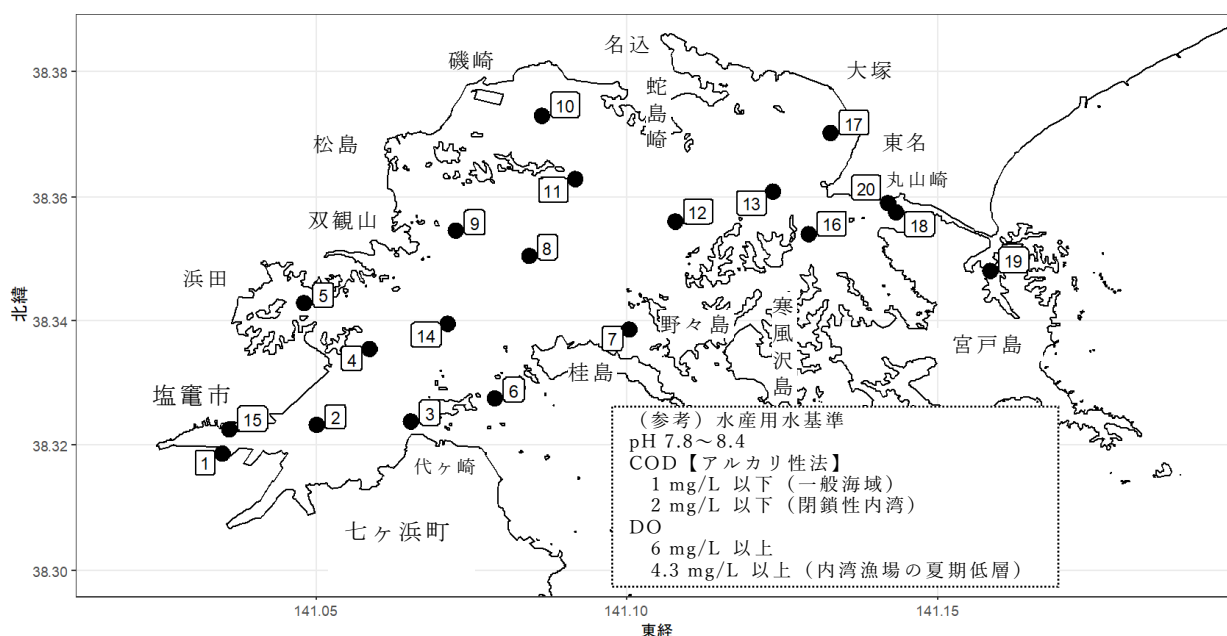 名込
磯崎
大塚
38.38
蛇島崎
10
17
松島
東名
丸山崎
11
13
20
38.36
双観山
9
12
16
18
8
浜田
19
5
北緯
38.34
14
7
野々島
寒風沢島
宮戸島
4
桂島
塩竈市
6
15
2
3
38.32
1
代ヶ崎
七ヶ浜町
(参考)水産用水基準
pH 7.8～8.4
COD【アルカリ性法】
1 mg/L 以下(一般海域)
2 mg/L 以下(閉鎖性内湾)
DO
6 mg/L 以上
4.3 mg/L 以上(内湾漁場の夏期低層)
38.30
141.05
141.10
141.15
東経